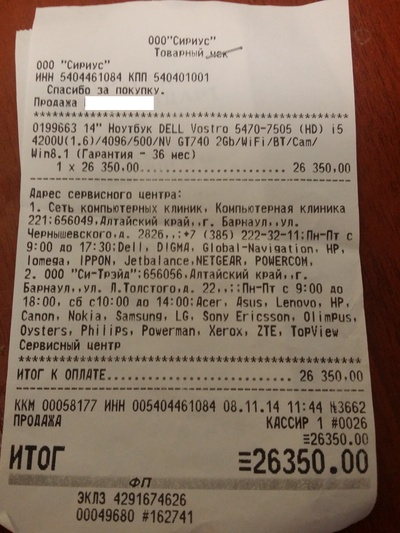 ООО"Сириус"
Товарный чек
ООО "Сириус"
ИНН 5404461084 КПП 540401001
Спасибо за покупку.
Продажа
****************************************
0199663 14" Ноутбук DELL Vostro 5470-7505 (HD) i5
4200U(1.6)/4096/500/NV GT740 2Gb/WiFi/BT/Cam/
Win8.1 (Гарантия - 36 мес)
1 x 26 350,00.......................... 26 350,00
----------------------------------------
Адрес сервисного центра:
1. Сеть компьютерных клиник, Компьютерная клиника
221:656049,Алтайский край,,г. Барнаул,,ул.
Чернышевского,д. 282б,,:+7 (385) 222-32-11:Пн-Пт с
9:00 до 17:30:Dell, DIGMA, Global-Navigation, HP,
Iomega, IPPON, Jetbalance,NETGEAR, POWERCOM,
2. ООО "Си-Трэйд":656056,Алтайский край,,г.
Барнаул,,ул. Л.Толстого,д. 22,,::Пн-Пт с 9:00 до
18:00, сб с10:00 до 14:00:Acer, Asus, Lenovo, HP,
Canon, Nokia, Samsung, LG, Sony Ericsson, Olimpus,
Oysters, Philips, Powerman, Xerox, ZTE, TopView
Сервисный центр
****************************************
ИТОГ К ОПЛАТЕ........................... 26 350,00
----------------------------------------
ККМ 00058177 ИНН 005404461084 08.11.14 11:44 №3662
ПРОДАЖА КАССИР 1 #0026
≡26350.00
ИТОГ ≡26350.00
ФП
ЭКЛЗ 4291674626
00049680 #162741